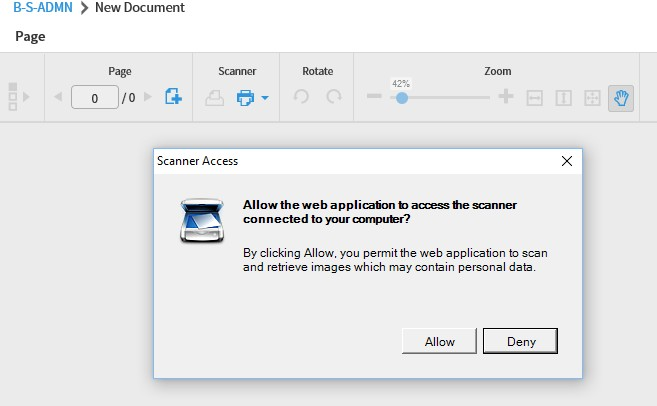 B-S-ADMN > New Document
Page
Page Scanner Rotate Zoom
42%
0 /0
Scanner Access
Allow the web application to access the scanner
connected to your computer?
By clicking Allow, you permit the web application to scan
and retrieve images which may contain personal data.
Allow Deny